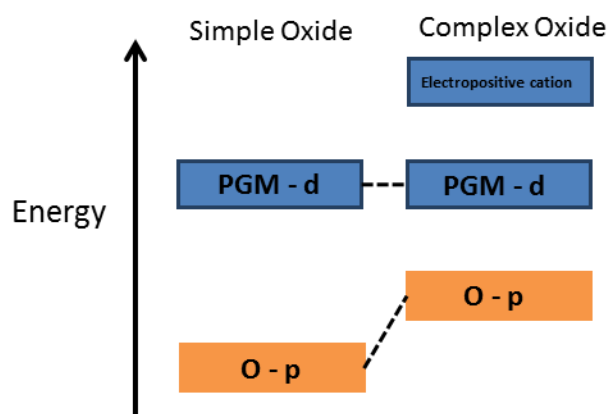 Simple Oxide
Complex Oxide
Electropositive cation
PGM - d
PGM - d
Energy
O - p
O - p